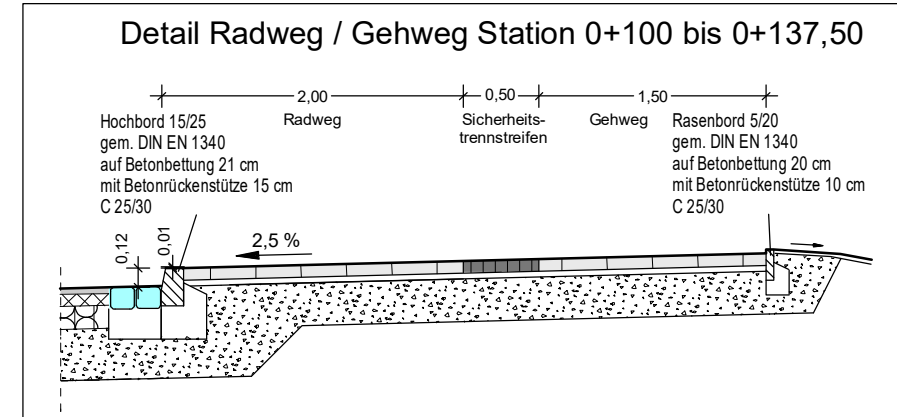 Detail Radweg / Gehweg Station 0+100 bis 0+137,50
2,00
0,50
1,50
Radweg
Sicherheits-
trennstreifen
Gehweg
Hochbord 15/25
gem. DIN EN 1340
auf Betonbettung 21 cm
mit Betonrückenstütze 15 cm
C 25/30
Rasenbord 5/20
gem. DIN EN 1340
auf Betonbettung 20 cm
mit Betonrückenstütze 10 cm
C 25/30
0,12
0,01
2,5 %